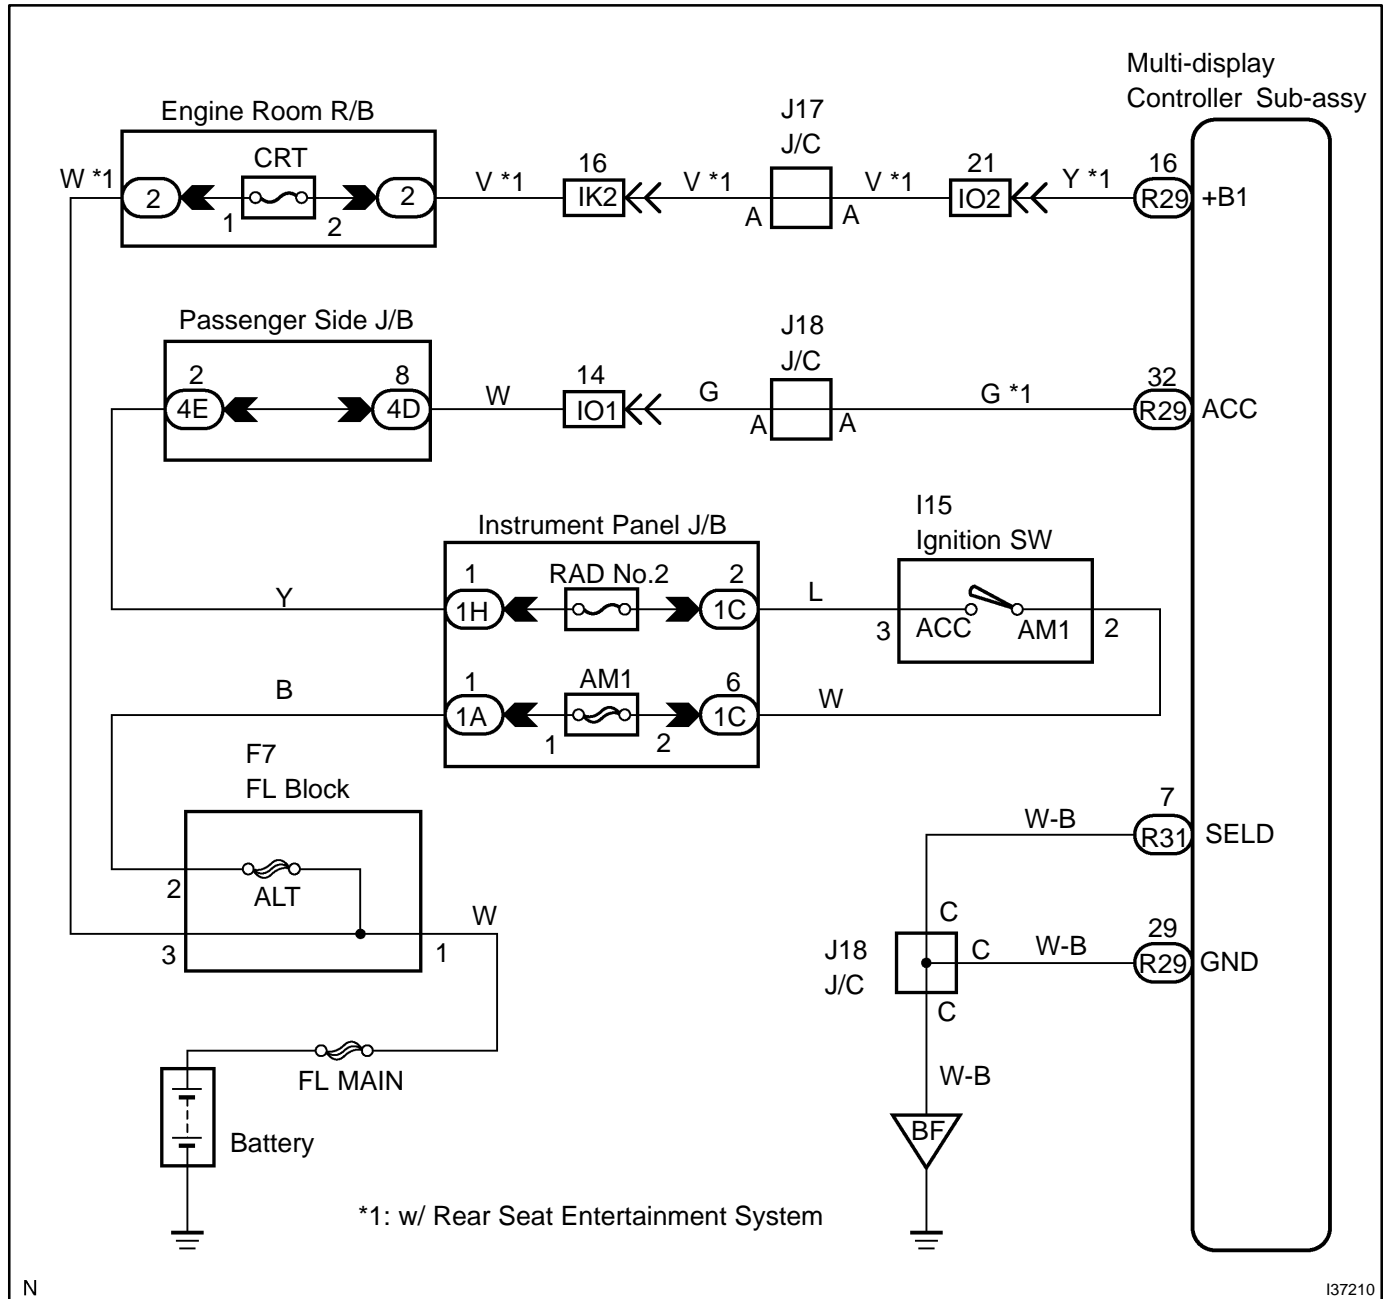 Multi-display
Controller Sub-assy
Engine Room R/B
J17
J/C
CRT
W *1
2
1
2
2
V *1
16
IK2
V *1
A
A
V *1
21
IO2
Y *1
16
R29
+B1
Passenger Side J/B
J18
J/C
2
4E
8
4D
W
14
IO1
G
A
A
G *1
32
R29
ACC
I15
Ignition SW
Instrument Panel J/B
1
1H
RAD No.2
2
1C
L
3
ACC
AM1
2
Y
B
1
1A
AM1
1
2
6
1C
W
F7
FL Block
2
ALT
3
1
W
7
R31
SELD
W-B
C
J18
J/C
C
W-B
29
R29
GND
C
W-B
BF
FL MAIN
Battery
*1: w/ Rear Seat Entertainment System
N
I37210